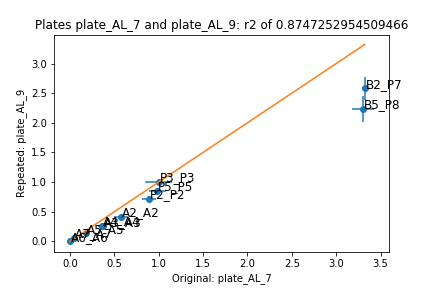 Plates plate_AL_7 and plate_AL_9: r2 of 0.8747252954509466
Repeated: plate_AL_9
3.0
2.5
2.0
1.5
1.0
0.5
0.0
B2_P7
B5_P8
P3_P3
P5_P5
P2_P2
A2_A2
A6_A6
0.0 0.5 1.0 1.5 2.0 2.5 3.0 3.5
Original: plate_AL_7